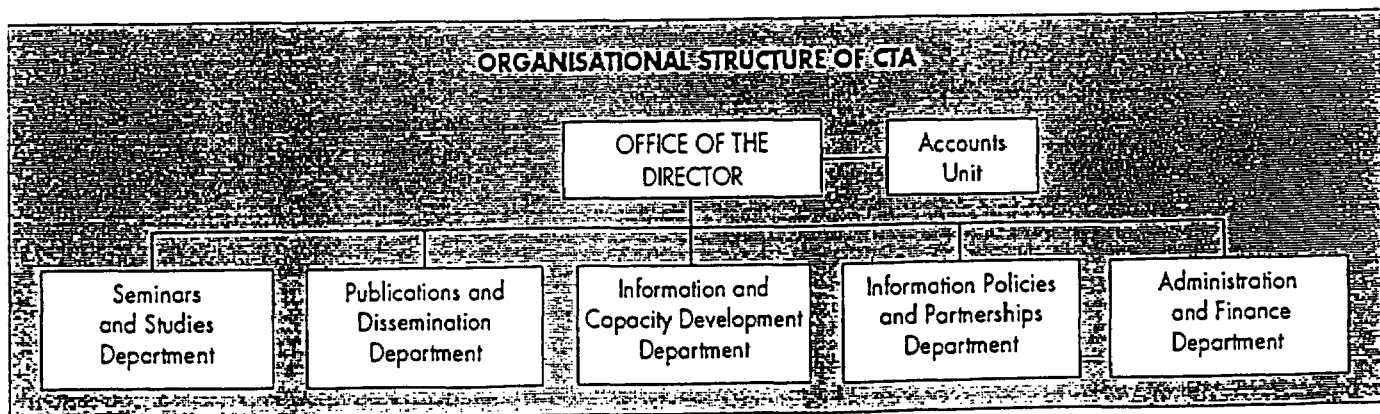 ORGANISATIONAL STRUCTURE OF CTA
OFFICE OF THE
DIRECTOR
Accounts
Unit
Seminars
and Studies
Department
Publications and
Dissemination
Department
Information and
Capacity Development
Department
Information Policies
and Partnerships
Department
Administration
and Finance
Department